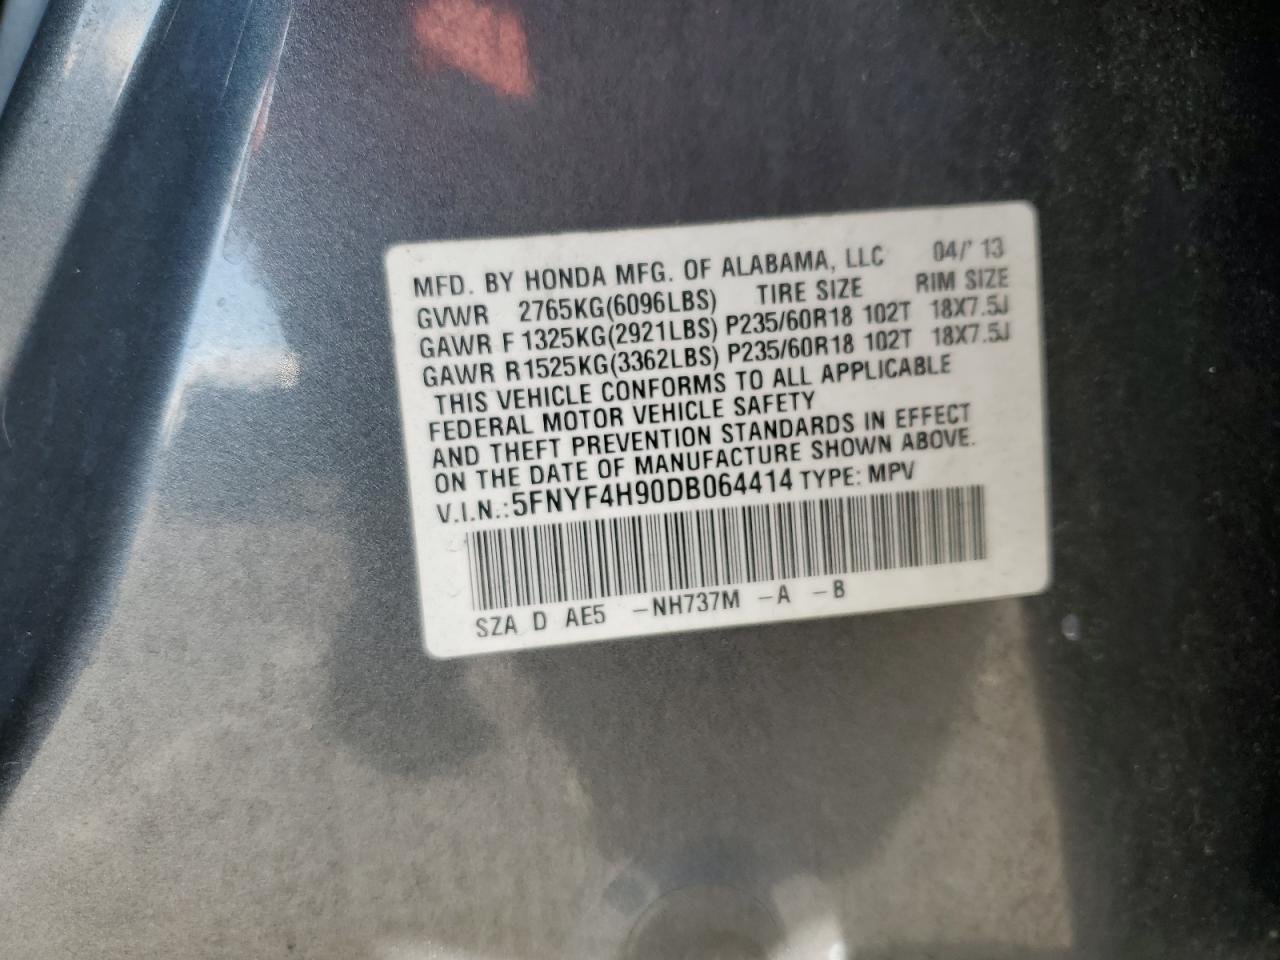 MFD. BY HONDA MFG. OF ALABAMA, LLC 04/' 13
GVWR 2765KG(6096LBS) TIRE SIZE RIM SIZE
GAWR F 1325KG(2921LBS) P235/60R18 102T 18X7.5J
GAWR R 1525KG(3362LBS) P235/60R18 102T 18X7.5J
THIS VEHICLE CONFORMS TO ALL APPLICABLE
FEDERAL MOTOR VEHICLE SAFETY
AND THEFT PREVENTION STANDARDS IN EFFECT
ON THE DATE OF MANUFACTURE SHOWN ABOVE.
V.I.N.:5FNYF4H90DB064414 TYPE: MPV
SZA D AE5 -NH737M -A -B